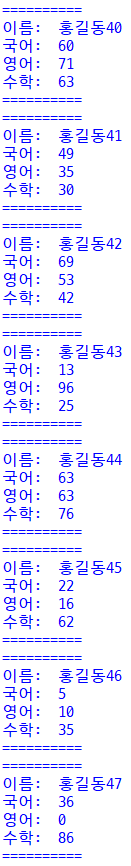 ==========
이름:  홍길동40
국어:  60
영어:  71
수학:  63
==========
==========
이름:  홍길동41
국어:  49
영어:  35
수학:  30
==========
==========
이름:  홍길동42
국어:  69
영어:  53
수학:  42
==========
==========
이름:  홍길동43
국어:  13
영어:  96
수학:  25
==========
==========
이름:  홍길동44
국어:  63
영어:  63
수학:  76
==========
==========
이름:  홍길동45
국어:  22
영어:  16
수학:  62
==========
==========
이름:  홍길동46
국어:  5
영어:  10
수학:  35
==========
==========
이름:  홍길동47
국어:  36
영어:  0
수학:  86
==========